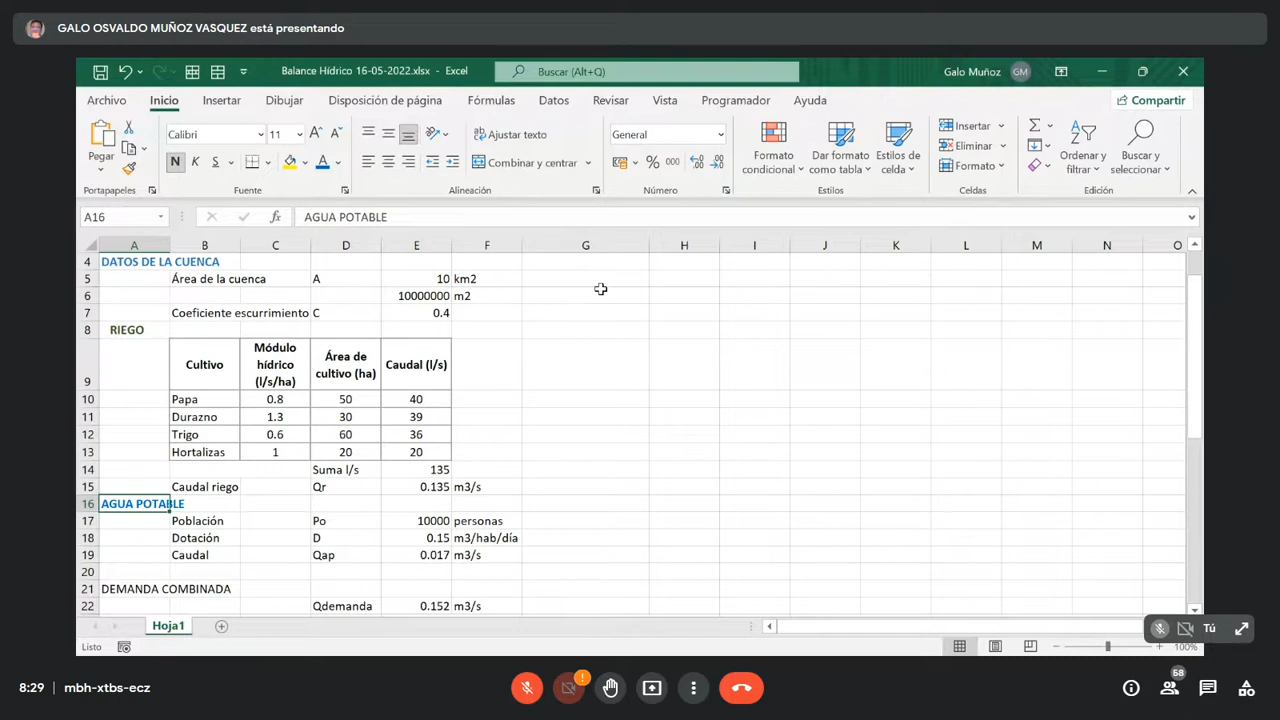 GALO OSVALDO MUÑOZ VASQUEZ está presentando
Balance Hídrico 16-05-2022.xlsx - Excel
Buscar (Alt+Q)
Galo Muñoz GM
Archivo Inicio Insertar Dibujar Disposición de página Fórmulas Datos Revisar Vista Programador Ayuda Compartir
Pegar
Calibri 11
N K S
Ajustar texto
Combinar y centrar
General
% 000
Formato condicional
Dar formato como tabla
Estilos de celda
Insertar
Eliminar
Formato
Ordenar y filtrar
Buscar y seleccionar
Portapapeles Fuente Alineación Número Estilos Celdas Edición
A16 fx AGUA POTABLE
A B C D E F G H I J K L M N O
4 DATOS DE LA CUENCA
5 Área de la cuenca A 10 km2
6 10000000 m2
7 Coeficiente escurrimiento C 0.4
8 RIEGO
9 Cultivo Módulo hídrico (l/s/ha) Área de cultivo (ha) Caudal (l/s)
10 Papa 0.8 50 40
11 Durazno 1.3 30 39
12 Trigo 0.6 60 36
13 Hortalizas 1 20 20
14 Suma l/s 135
15 Caudal riego Qr 0.135 m3/s
16 AGUA POTABLE
17 Población Po 10000 personas
18 Dotación D 0.15 m3/hab/día
19 Caudal Qap 0.017 m3/s
20
21 DEMANDA COMBINADA
22 Qdemanda 0.152 m3/s
Hoja1
Tú
Listo
100%
8:29 mbh-xtbs-ecz
58